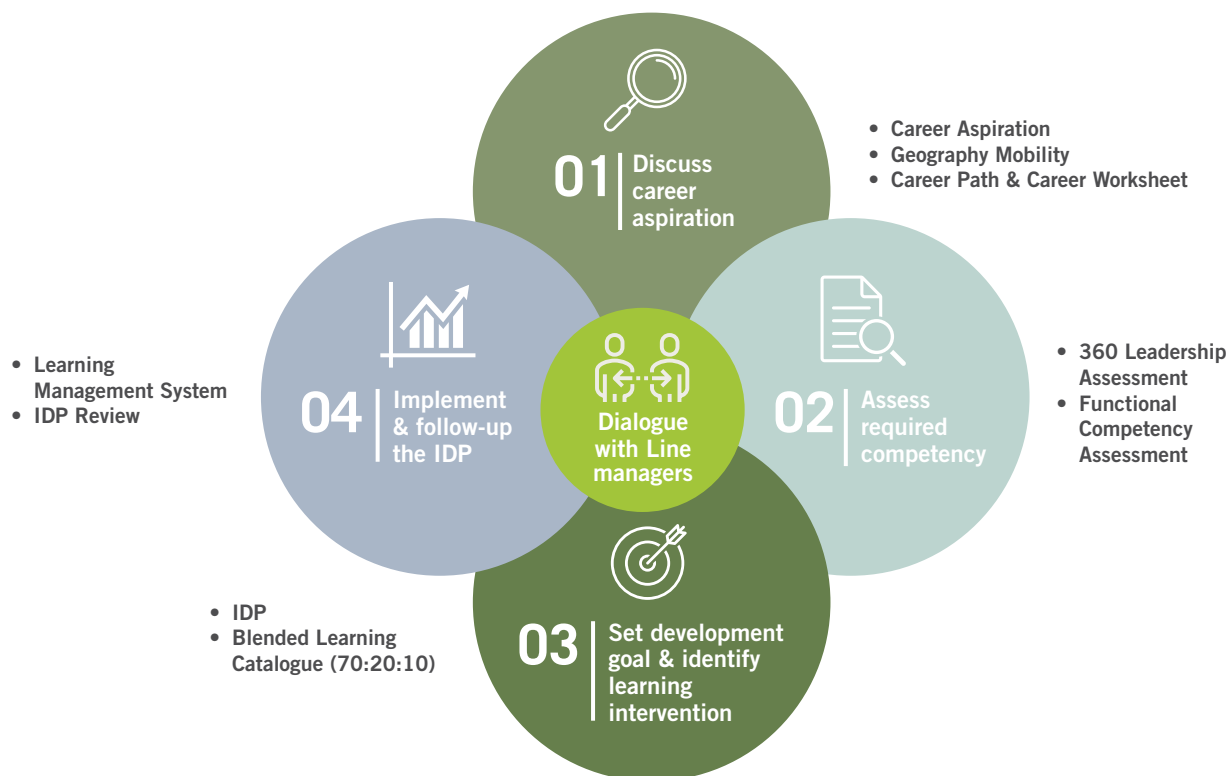 01
Discuss
career
aspiration
• Career Aspiration
• Geography Mobility
• Career Path & Career Worksheet
02
Assess
required
competency
• 360 Leadership
Assessment
• Functional
Competency
Assessment
03
Set development
goal & identify
learning
intervention
• IDP
• Blended Learning
Catalogue (70:20:10)
04
Implement
& follow-up
the IDP
• Learning
Management System
• IDP Review
Dialogue
with Line
managers